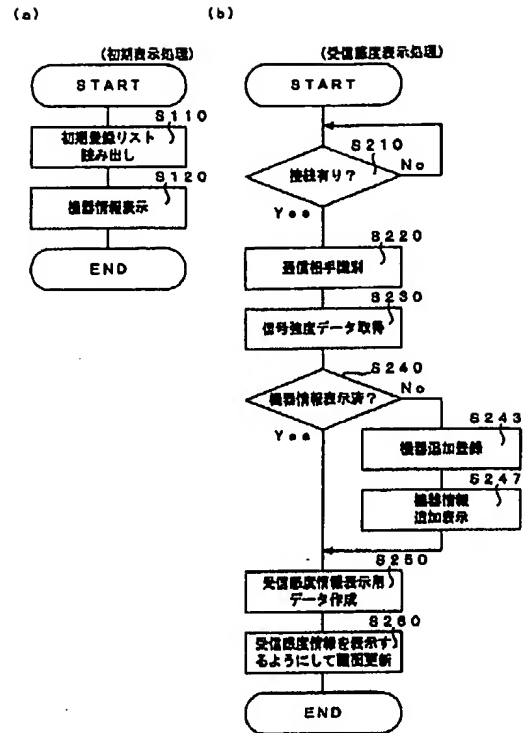 (a)
(初期表示処理)
START
S110
初期登録リスト
読み出し
S120
機器情報表示
END
(b)
(受信感度表示処理)
START
S210
接続有り?
No
Yes
S220
通信相手識別
S230
信号強度データ取得
S240
機器情報表示済?
No
Yes
S243
機器追加登録
S247
機器情報
追加表示
S250
受信感度情報表示用
データ作成
S260
受信感度情報を表示す
るようにして画面更新
END